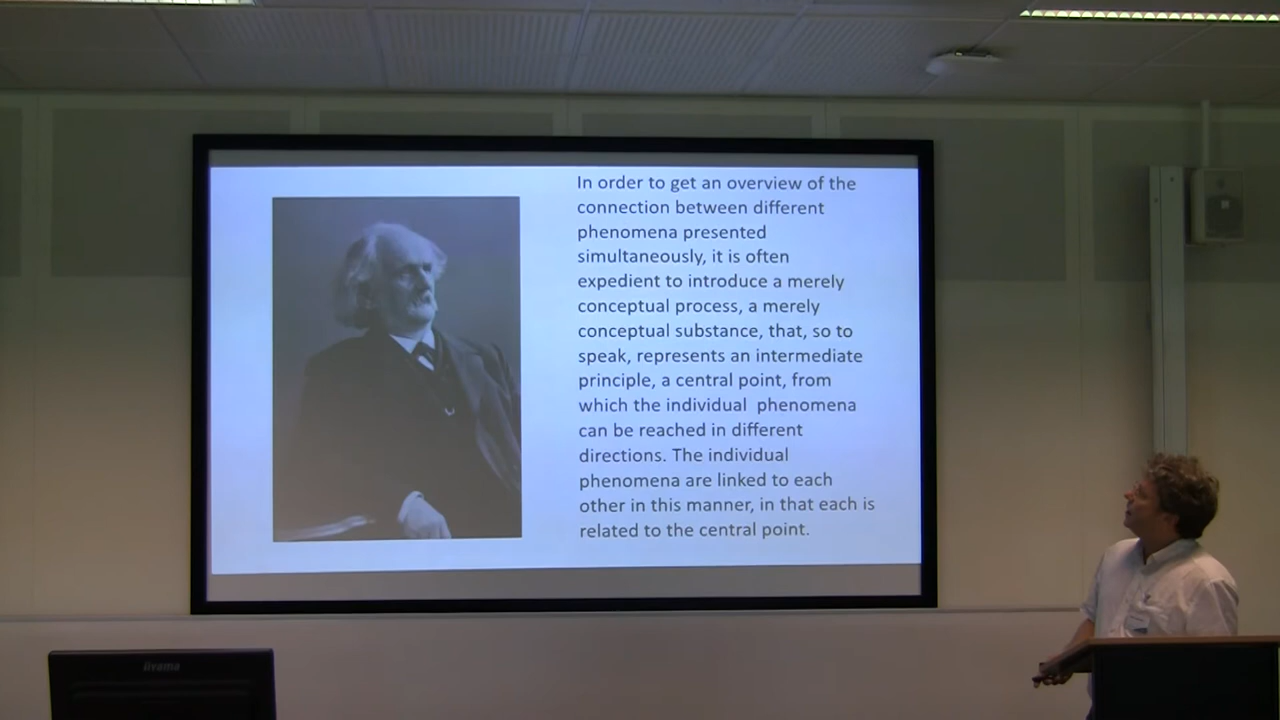 In order to get an overview of the
connection between different
phenomena presented
simultaneously, it is often
expedient to introduce a merely
conceptual process, a merely
conceptual substance, that, so to
speak, represents an intermediate
principle, a central point, from
which the individual  phenomena
can be reached in different
directions. The individual
phenomena are linked to each
other in this manner, in that each is
related to the central point.
iiyama